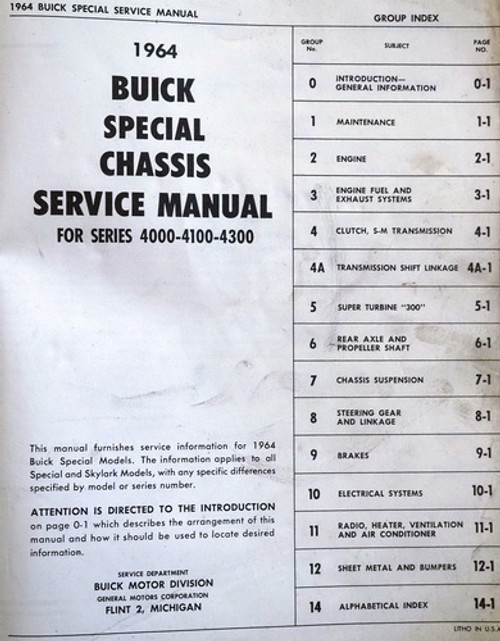 1964 BUICK SPECIAL SERVICE MANUAL
1964
BUICK
SPECIAL
CHASSIS
SERVICE MANUAL
FOR SERIES 4000-4100-4300
This manual furnishes service information for 1964
Buick Special Models. The information applies to all
Special and Skylark Models, with any specific differences
specified by model or series number.
ATTENTION IS DIRECTED TO THE INTRODUCTION
on page 0-1 which describes the arrangement of this
manual and how it should be used to locate desired
information.
SERVICE DEPARTMENT
BUICK MOTOR DIVISION
GENERAL MOTORS CORPORATION
FLINT 2, MICHIGAN
GROUP INDEX
GROUP No. SUBJECT PAGE NO.
0 INTRODUCTION—
GENERAL INFORMATION 0-1
1 MAINTENANCE 1-1
2 ENGINE 2-1
3 ENGINE FUEL AND
EXHAUST SYSTEMS 3-1
4 CLUTCH, S-M TRANSMISSION 4-1
4A TRANSMISSION SHIFT LINKAGE 4A-1
5 SUPER TURBINE "300" 5-1
6 REAR AXLE AND
PROPELLER SHAFT 6-1
7 CHASSIS SUSPENSION 7-1
8 STEERING GEAR
AND LINKAGE 8-1
9 BRAKES 9-1
10 ELECTRICAL SYSTEMS 10-1
11 RADIO, HEATER, VENTILATION
AND AIR CONDITIONER 11-1
12 SHEET METAL AND BUMPERS 12-1
14 ALPHABETICAL INDEX 14-1
LITHO IN U.S.A